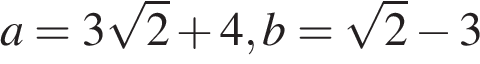 a = 3√2 + 4, b = √2 − 3